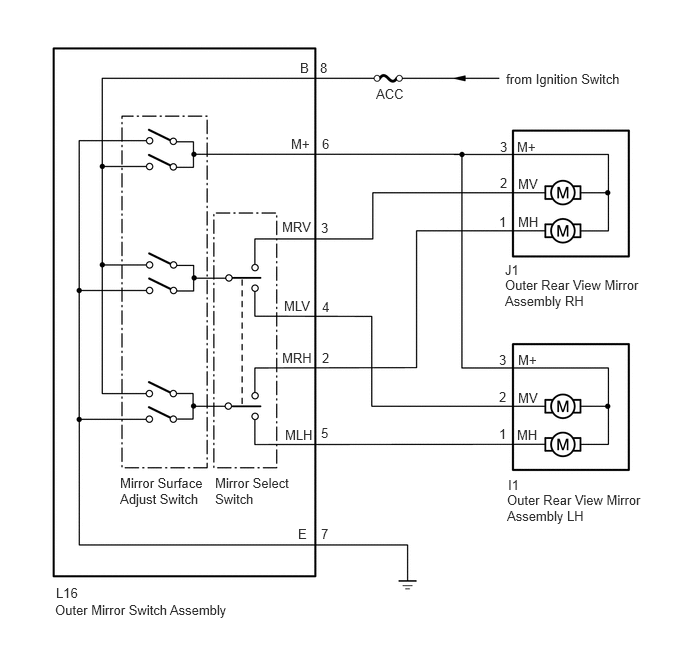 B 8
ACC
from Ignition Switch
M+ 6
3 M+
2 MV
M
1 MH
M
MRV 3
J1
Outer Rear View Mirror
Assembly RH
MLV 4
MRH 2
3 M+
2 MV
M
MLH 5
1 MH
M
Mirror Surface
Adjust Switch
Mirror Select
Switch
I1
Outer Rear View Mirror
Assembly LH
E 7
L16
Outer Mirror Switch Assembly